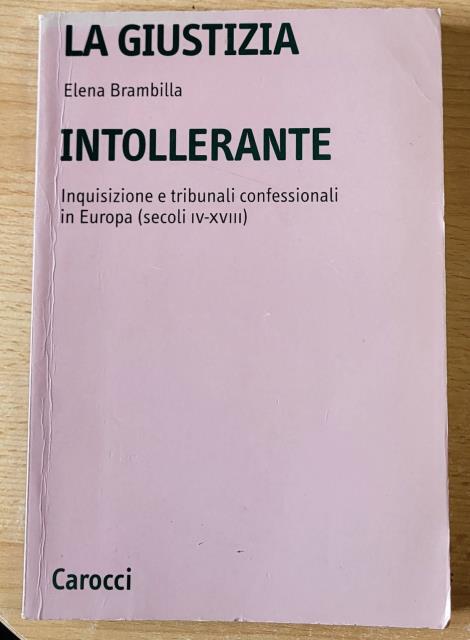 LA GIUSTIZIA
Elena Brambilla
INTOLLERANTE
Inquisizione e tribunali confessionali
in Europa (secoli IV-XVIII)
Carocci